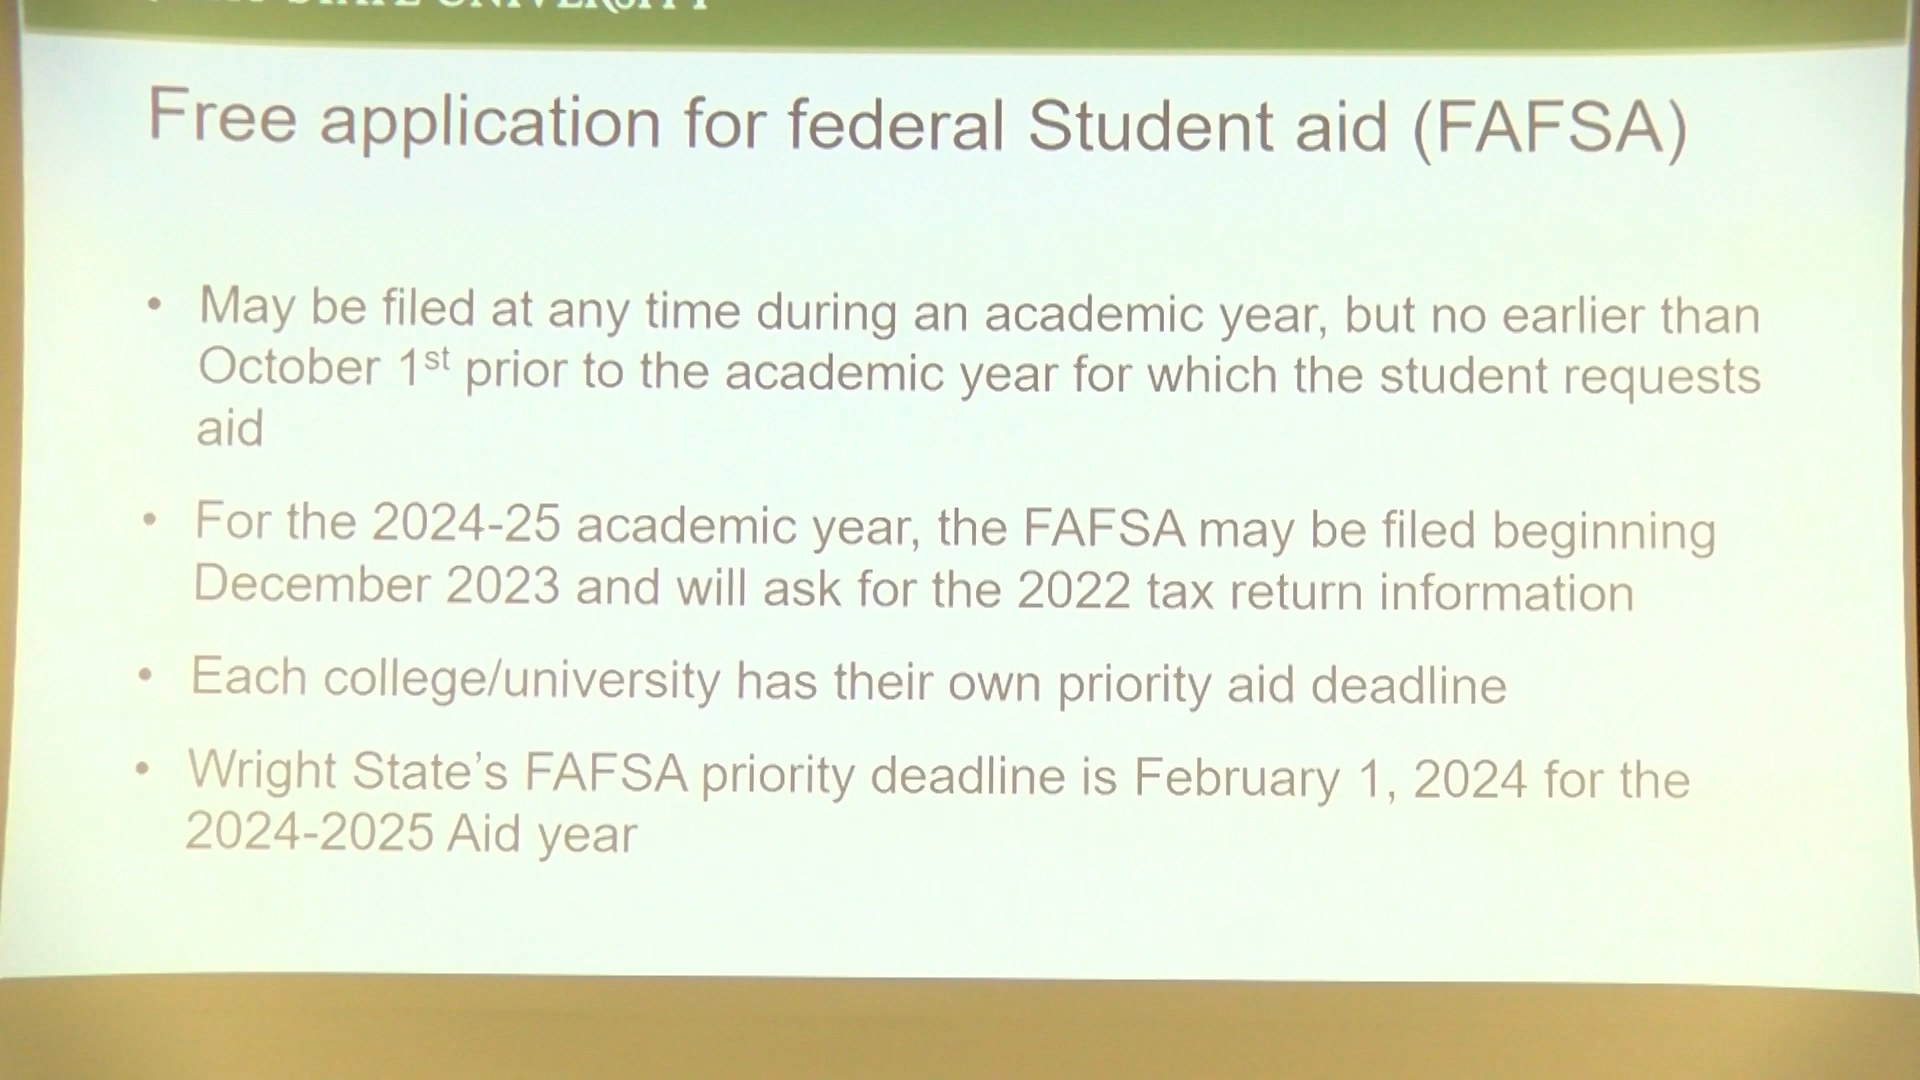 STATE UNIVERSITY
Free application for federal Student aid (FAFSA)
• May be filed at any time during an academic year, but no earlier than
October 1st prior to the academic year for which the student requests
aid
• For the 2024-25 academic year, the FAFSA may be filed beginning
December 2023 and will ask for the 2022 tax return information
• Each college/university has their own priority aid deadline
• Wright State's FAFSA priority deadline is February 1, 2024 for the
2024-2025 Aid year